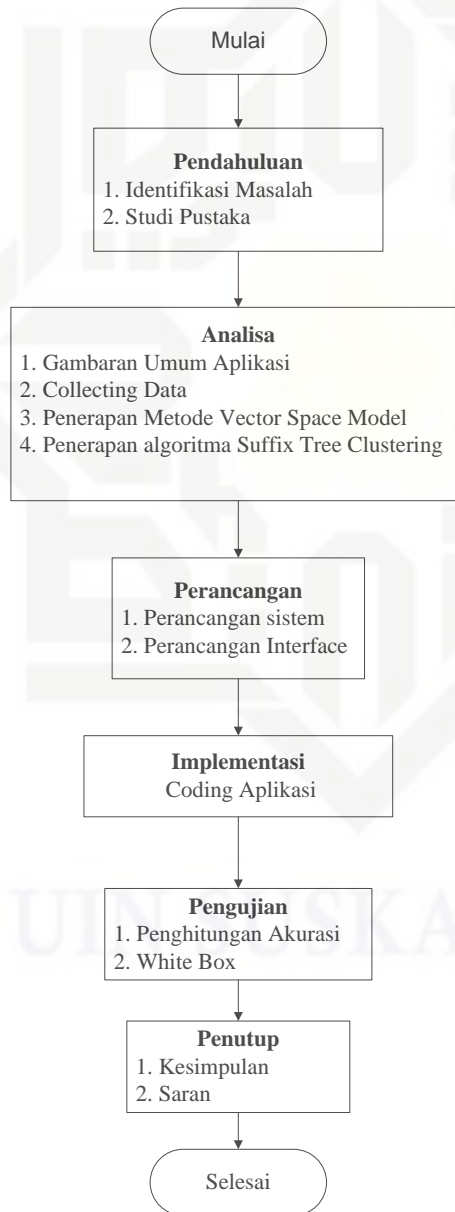 Mulai
Pendahuluan
1. Identifikasi Masalah
2. Studi Pustaka
Analisa
1. Gambaran Umum Aplikasi
2. Collecting Data
3. Penerapan Metode Vector Space Model
4. Penerapan algoritma Suffix Tree Clustering
Perancangan
1. Perancangan sistem
2. Perancangan Interface
Implementasi
Coding Aplikasi
UIN SUSKA
Pengujian
1. Penghitungan Akurasi
2. White Box
Penutup
1. Kesimpulan
2. Saran
Selesai